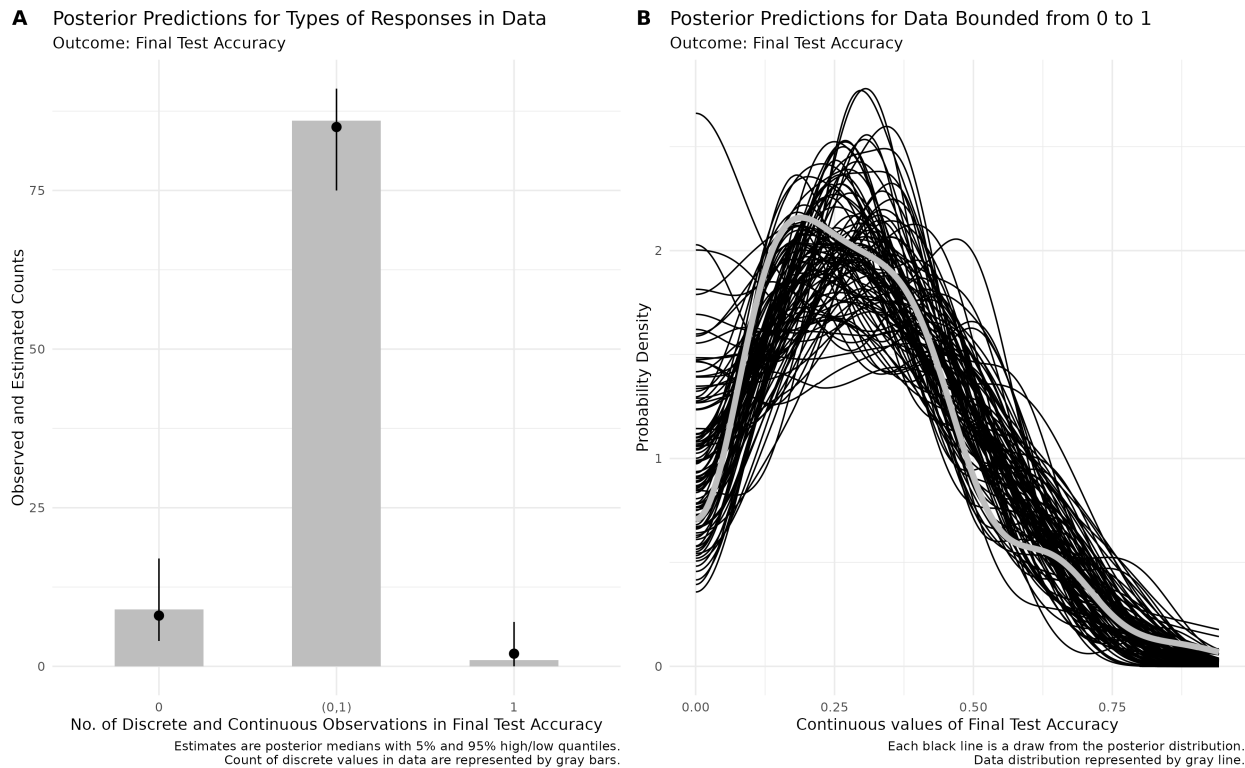 A
Posterior Predictions for Types of Responses in Data
Outcome: Final Test Accuracy
Observed and Estimated Counts
75
50
25
0
0
(0,1)
1
No. of Discrete and Continuous Observations in Final Test Accuracy
Estimates are posterior medians with 5% and 95% high/low quantiles.
Count of discrete values in data are represented by gray bars.
B
Posterior Predictions for Data Bounded from 0 to 1
Outcome: Final Test Accuracy
Probability Density
2
1
0
0.00
0.25
0.50
0.75
Continuous values of Final Test Accuracy
Each black line is a draw from the posterior distribution.
Data distribution represented by gray line.